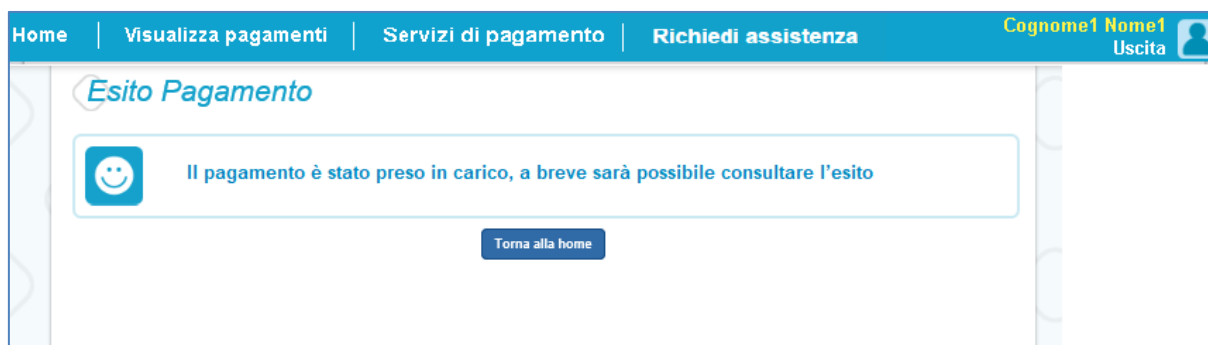 Home | Visualizza pagamenti | Servizi di pagamento | Richiedi assistenza
Cognome1 Nome1
Uscita
Esito Pagamento
Il pagamento è stato preso in carico, a breve sarà possibile consultare l'esito
Torna alla home